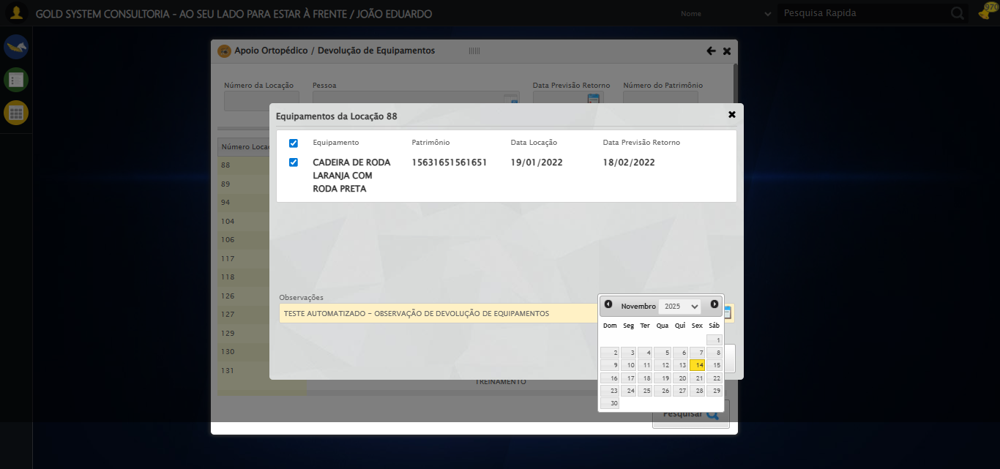 GOLD SYSTEM CONSULTORIA - AO SEU LADO PARA ESTAR À FRENTE / JOÃO EDUARDO
Nome
Pesquisa Rapida
970
Apoio Ortopédico / Devolução de Equipamentos
Número da Locação Pessoa Data Previsão Retorno Número do Patrimônio
Equipamentos da Locação 88
Equipamento Patrimônio Data Locação Data Previsão Retorno
CADEIRA DE RODA 15631651561651 19/01/2022 18/02/2022
LARANJA COM
RODA PRETA
Número Loca
88
89
94
104
106
117
118
126
127
129
130
131
Observações
TESTE AUTOMATIZADO - OBSERVAÇÃO DE DEVOLUÇÃO DE EQUIPAMENTOS
Novembro 2025
Dom Seg Ter Qua Qui Sex Sáb
1
2 3 4 5 6 7 8
9 10 11 12 13 14 15
16 17 18 19 20 21 22
23 24 25 26 27 28 29
30
TREINAMENTO
Pesquisar